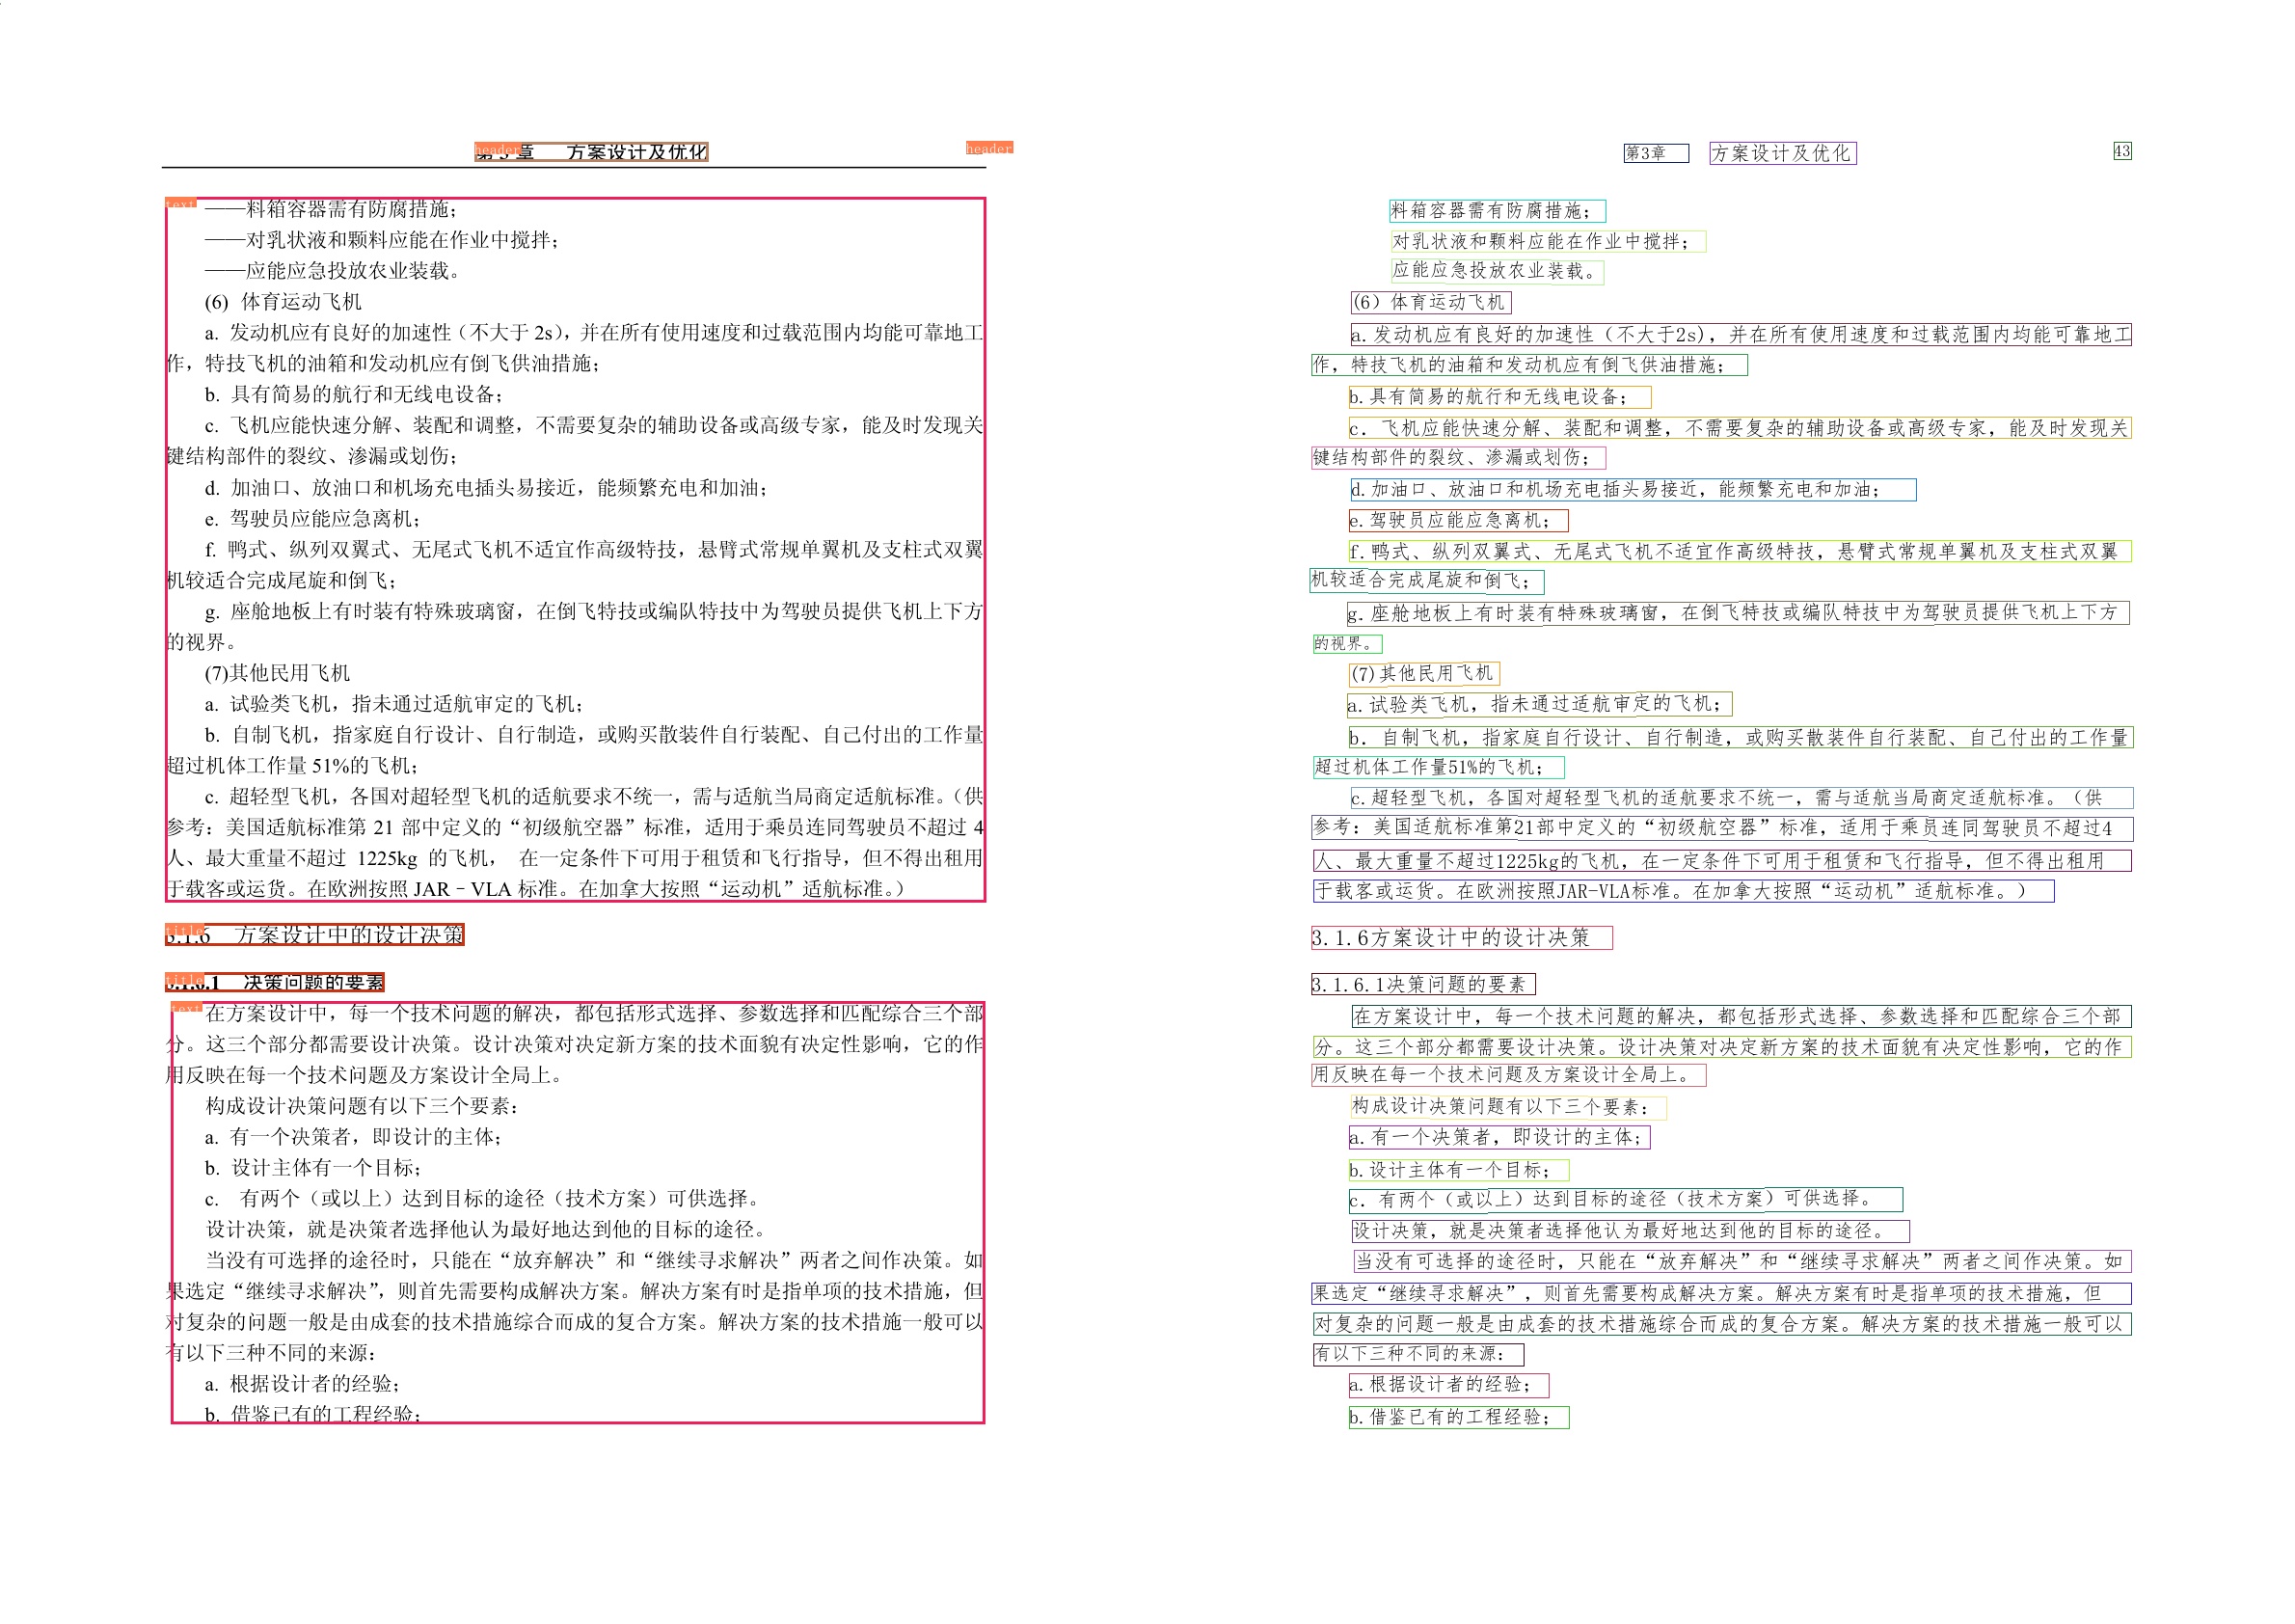 header
第3章 方案设计及优化
header
text
——料箱容器需有防腐措施；
——对乳状液和颗料应能在作业中搅拌；
——应能应急投放农业装载。
(6) 体育运动飞机
a. 发动机应有良好的加速性（不大于 2s），并在所有使用速度和过载范围内均能可靠地工
作，特技飞机的油箱和发动机应有倒飞供油措施；
b. 具有简易的航行和无线电设备；
c. 飞机应能快速分解、装配和调整，不需要复杂的辅助设备或高级专家，能及时发现关
键结构部件的裂纹、渗漏或划伤；
d. 加油口、放油口和机场充电插头易接近，能频繁充电和加油；
e. 驾驶员应能应急离机；
f. 鸭式、纵列双翼式、无尾式飞机不适宜作高级特技，悬臂式常规单翼机及支柱式双翼
机较适合完成尾旋和倒飞；
g. 座舱地板上有时装有特殊玻璃窗，在倒飞特技或编队特技中为驾驶员提供飞机上下方
的视界。
(7)其他民用飞机
a. 试验类飞机，指未通过适航审定的飞机；
b. 自制飞机，指家庭自行设计、自行制造，或购买散装件自行装配、自己付出的工作量
超过机体工作量 51%的飞机；
c. 超轻型飞机，各国对超轻型飞机的适航要求不统一，需与适航当局商定适航标准。（供
参考：美国适航标准第 21 部中定义的“初级航空器”标准，适用于乘员连同驾驶员不超过 4
人、最大重量不超过 1225kg 的飞机， 在一定条件下可用于租赁和飞行指导，但不得出租用
于载客或运货。在欧洲按照 JAR–VLA 标准。在加拿大按照“运动机”适航标准。）
title
3.1.6 方案设计中的设计决策
title
3.1.6.1 决策问题的要素
text
在方案设计中，每一个技术问题的解决，都包括形式选择、参数选择和匹配综合三个部
分。这三个部分都需要设计决策。设计决策对决定新方案的技术面貌有决定性影响，它的作
用反映在每一个技术问题及方案设计全局上。
构成设计决策问题有以下三个要素：
a. 有一个决策者，即设计的主体；
b. 设计主体有一个目标；
c. 有两个（或以上）达到目标的途径（技术方案）可供选择。
设计决策，就是决策者选择他认为最好地达到他的目标的途径。
当没有可选择的途径时，只能在“放弃解决”和“继续寻求解决”两者之间作决策。如
果选定“继续寻求解决”，则首先需要构成解决方案。解决方案有时是指单项的技术措施，但
对复杂的问题一般是由成套的技术措施综合而成的复合方案。解决方案的技术措施一般可以
有以下三种不同的来源：
a. 根据设计者的经验；
b. 借鉴已有的工程经验；
第3章 方案设计及优化 43
料箱容器需有防腐措施；
对乳状液和颗料应能在作业中搅拌；
应能应急投放农业装载。
(6）体育运动飞机
a.发动机应有良好的加速性（不大于2s)，并在所有使用速度和过载范围内均能可靠地工
作，特技飞机的油箱和发动机应有倒飞供油措施；
b.具有简易的航行和无线电设备；
c. 飞机应能快速分解、装配和调整，不需要复杂的辅助设备或高级专家，能及时发现关
键结构部件的裂纹、渗漏或划伤；
d.加油口、放油口和机场充电插头易接近，能频繁充电和加油；
e.驾驶员应能应急离机；
f.鸭式、纵列双翼式、无尾式飞机不适宜作高级特技，悬臂式常规单翼机及支柱式双翼
机较适合完成尾旋和倒飞；
g.座舱地板上有时装有特殊玻璃窗，在倒飞特技或编队特技中为驾驶员提供飞机上下方
的视界。
(7)其他民用飞机
a.试验类飞机，指未通过适航审定的飞机；
b. 自制飞机，指家庭自行设计、自行制造，或购买散装件自行装配、自己付出的工作量
超过机体工作量51%的飞机；
c.超轻型飞机，各国对超轻型飞机的适航要求不统一，需与适航当局商定适航标准。（供
参考：美国适航标准第21部中定义的“初级航空器”标准，适用于乘员连同驾驶员不超过4
人、最大重量不超过1225kg的飞机，在一定条件下可用于租赁和飞行指导，但不得出租用
于载客或运货。在欧洲按照JAR-VLA标准。在加拿大按照“运动机”适航标准。）
3.1.6方案设计中的设计决策
3.1.6.1决策问题的要素
在方案设计中，每一个技术问题的解决，都包括形式选择、参数选择和匹配综合三个部
分。这三个部分都需要设计决策。设计决策对决定新方案的技术面貌有决定性影响，它的作
用反映在每一个技术问题及方案设计全局上。
构成设计决策问题有以下三个要素：
a.有一个决策者，即设计的主体；
b.设计主体有一个目标；
c. 有两个（或以上）达到目标的途径（技术方案）可供选择。
设计决策，就是决策者选择他认为最好地达到他的目标的途径。
当没有可选择的途径时，只能在“放弃解决”和“继续寻求解决”两者之间作决策。如
果选定“继续寻求解决”，则首先需要构成解决方案。解决方案有时是指单项的技术措施，但
对复杂的问题一般是由成套的技术措施综合而成的复合方案。解决方案的技术措施一般可以
有以下三种不同的来源：
a.根据设计者的经验；
b.借鉴已有的工程经验；